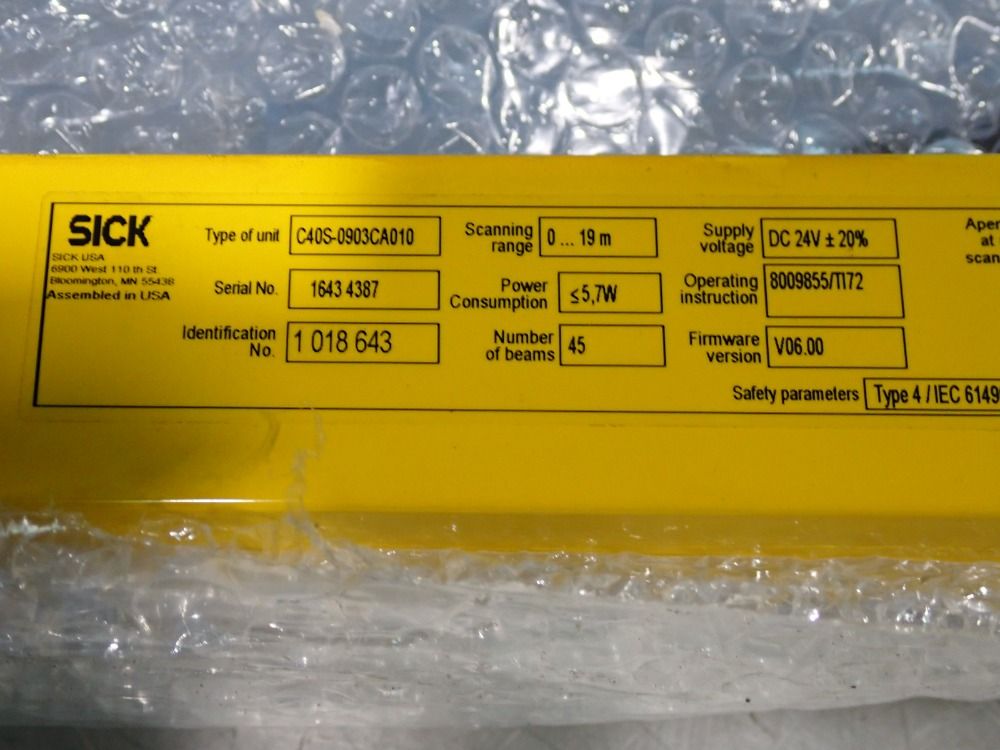 SICK
SICK USA
6900 West 110 th St.
Bloomington, MN 55438
Assembled in USA
Type of unit C40S-0903CA010
Serial No. 1643 4387
Identification
No. 1 018 643
Scanning
range 0 ... 19 m
Power
Consumption ≤ 5,7W
Number
of beams 45
Supply
voltage DC 24V ± 20%
Operating
instruction 8009855/TI72
Firmware
version V06.00
Safety parameters Type 4 / IEC 6149
Aper
at
scan